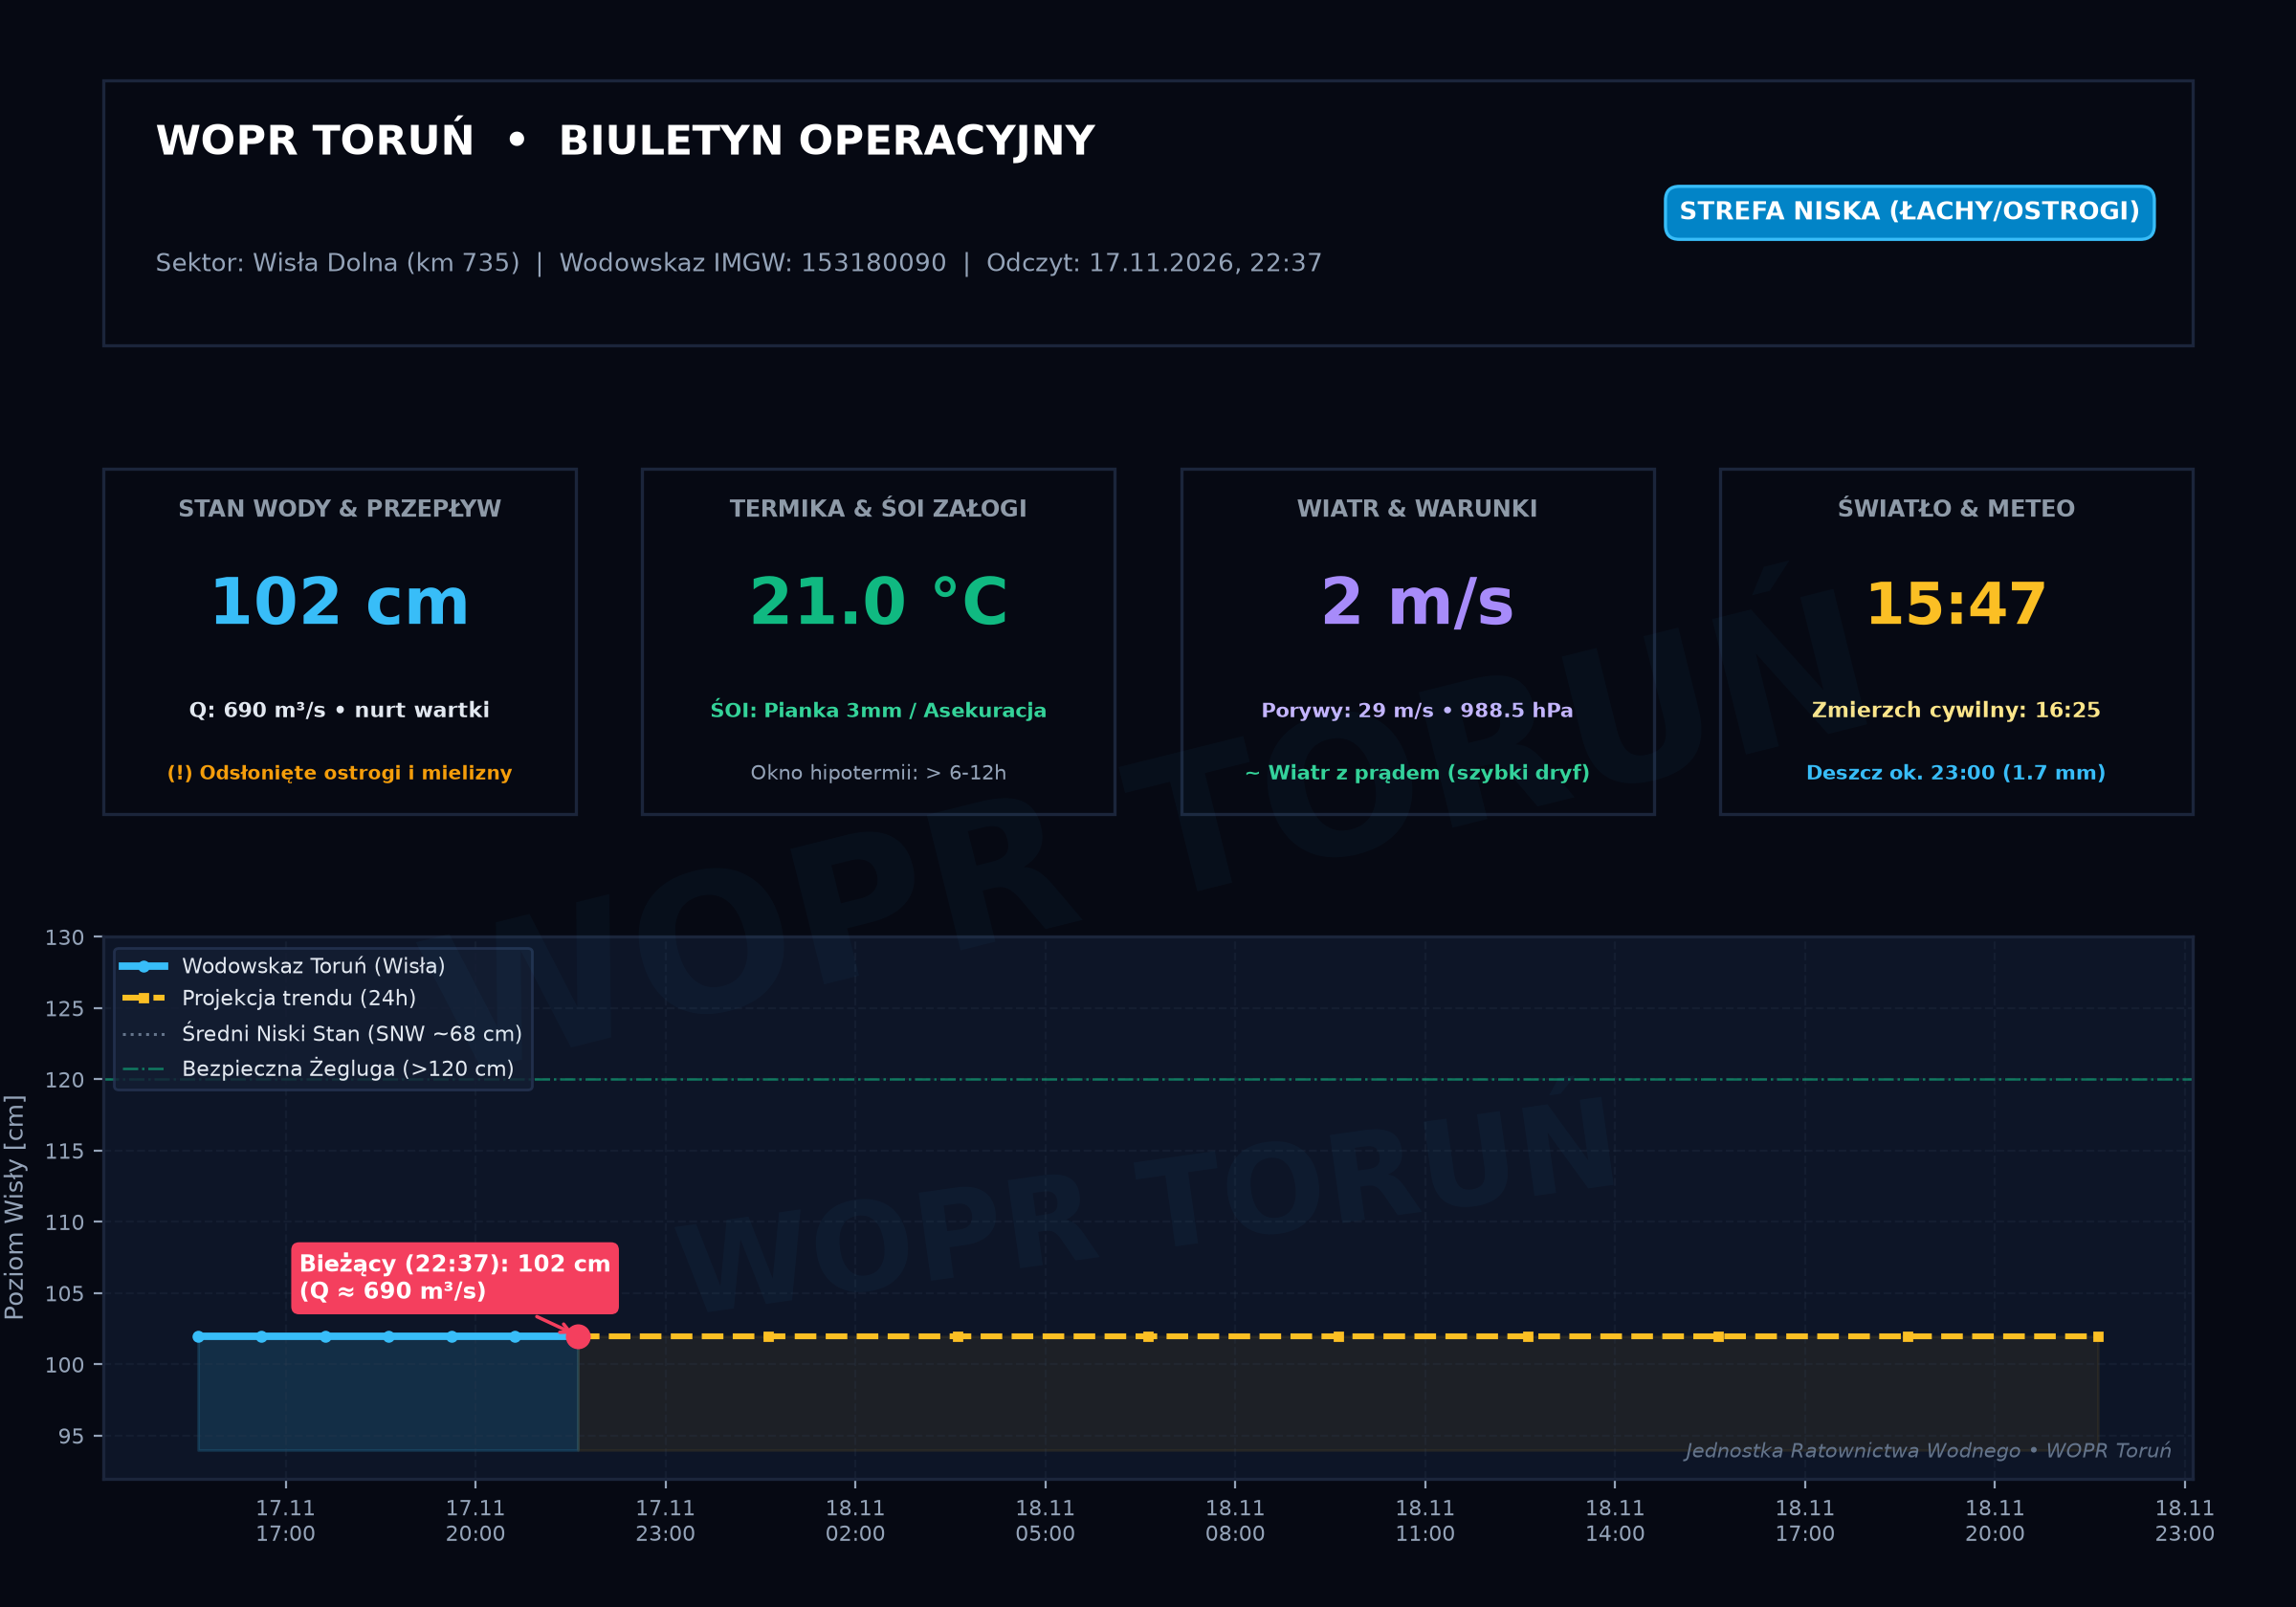 WOPR TORUŃ • BIULETYN OPERACYJNY
STREFA NISKA (ŁACHY/OSTROGI)
Sektor: Wisła Dolna (km 735) | Wodowskaz IMGW: 153180090 | Odczyt: 17.11.2026, 22:37
STAN WODY & PRZEPŁYW
102 cm
Q: 690 m³/s • nurt wartki
(!) Odsłonięte ostrogi i mielizny
TERMIKA & ŚOI ZAŁOGI
21.0 °C
ŚOI: Pianka 3mm / Asekuracja
Okno hipotermii: > 6-12h
WIATR & WARUNKI
2 m/s
Porywy: 29 m/s • 988.5 hPa
~ Wiatr z prądem (szybki dryf)
ŚWIATŁO & METEO
15:47
Zmierzch cywilny: 16:25
Deszcz ok. 23:00 (1.7 mm)
WOPR TORUŃ
Poziom Wisły [cm]
130
125
120
115
110
105
100
95
Wodowskaz Toruń (Wisła)
Projekcja trendu (24h)
Średni Niski Stan (SNW ~68 cm)
Bezpieczna Żegluga (>120 cm)
WOPR TORUŃ
Bieżący (22:37): 102 cm
(Q ≈ 690 m³/s)
Jednostka Ratownictwa Wodnego • WOPR Toruń
17.11 17.11 17.11 18.11 18.11 18.11 18.11 18.11 18.11 18.11 18.11
17:00 20:00 23:00 02:00 05:00 08:00 11:00 14:00 17:00 20:00 23:00